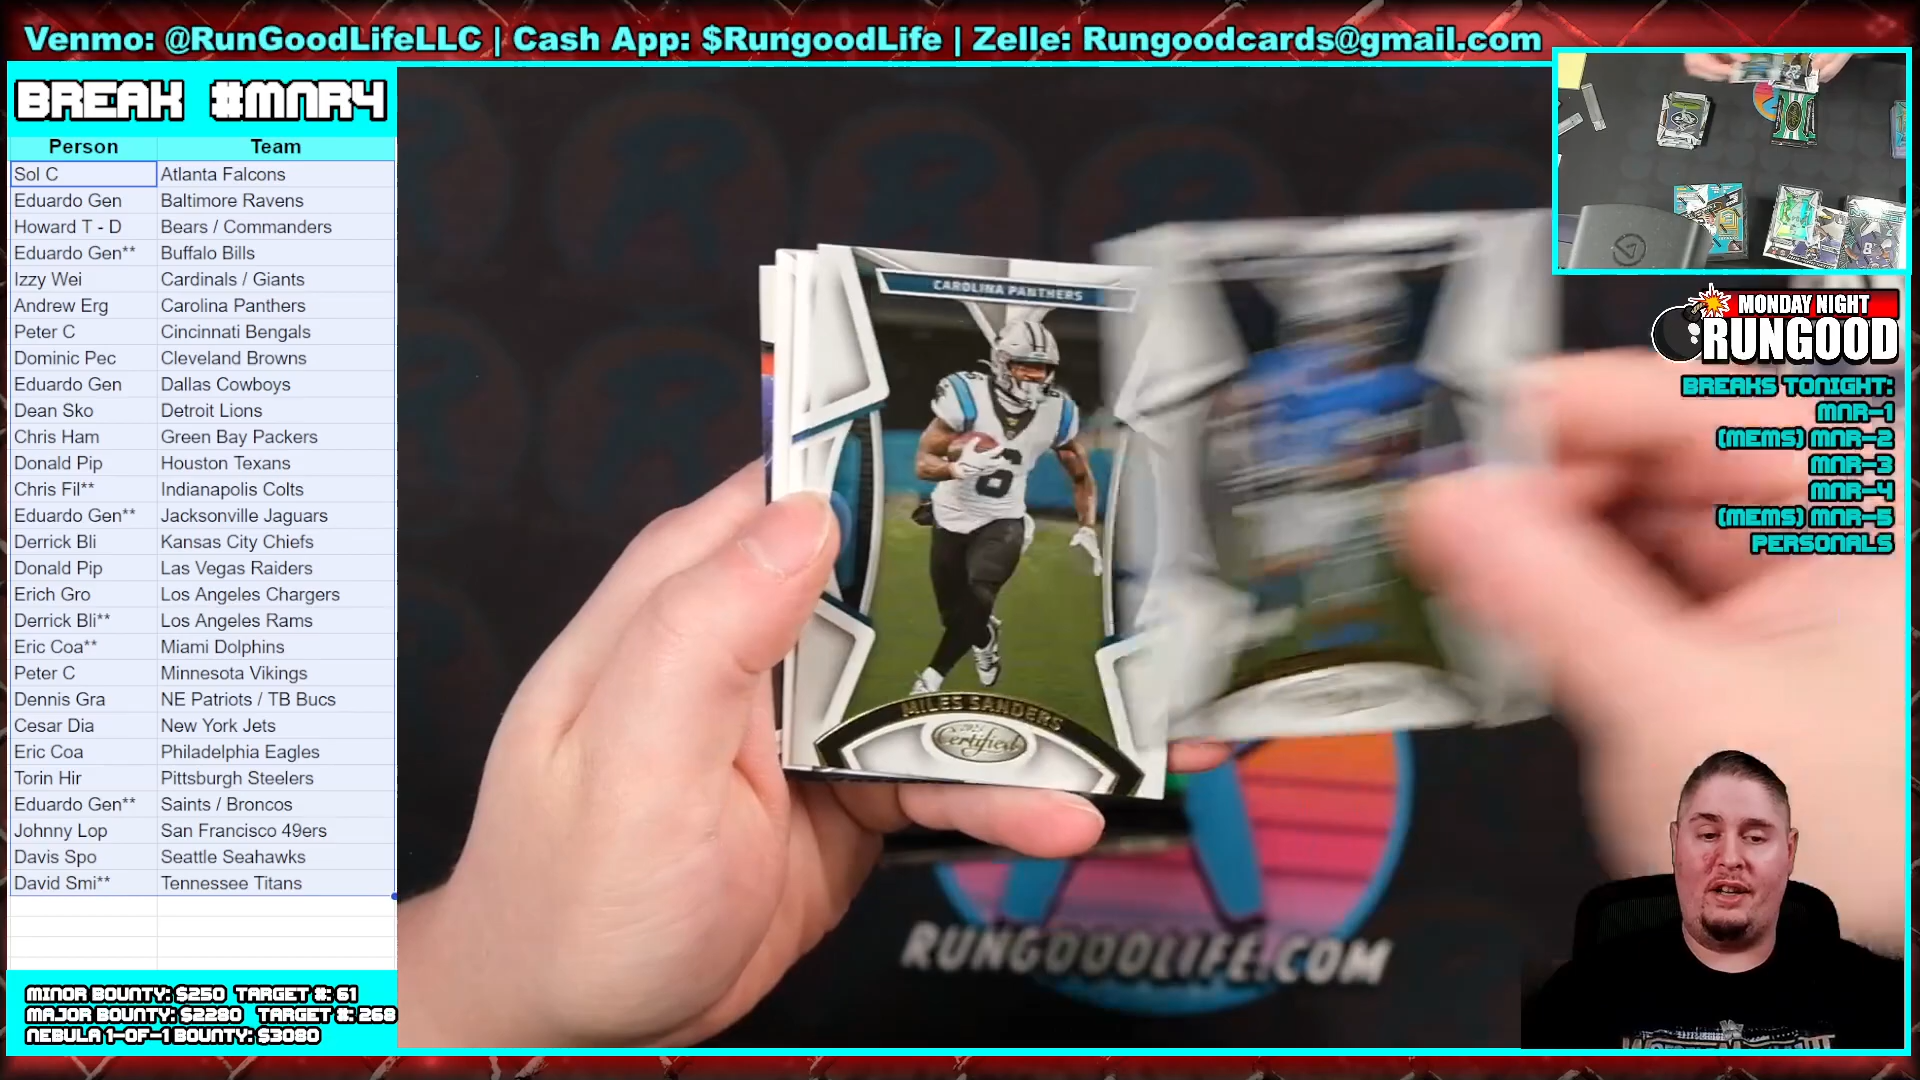 Venmo: @RunGoodLifeLLC | Cash App: $RungoodLife | Zelle: Rungoodcards@gmail.com
BREAK #MNR4
Person Team
Sol C Atlanta Falcons
Eduardo Gen Baltimore Ravens
Howard T - D Bears / Commanders
Eduardo Gen** Buffalo Bills
Izzy Wei Cardinals / Giants
Andrew Erg Carolina Panthers
Peter C Cincinnati Bengals
Dominic Pec Cleveland Browns
Eduardo Gen Dallas Cowboys
Dean Sko Detroit Lions
Chris Ham Green Bay Packers
Donald Pip Houston Texans
Chris Fil** Indianapolis Colts
Eduardo Gen** Jacksonville Jaguars
Derrick Bli Kansas City Chiefs
Donald Pip Las Vegas Raiders
Erich Gro Los Angeles Chargers
Derrick Bli** Los Angeles Rams
Eric Coa** Miami Dolphins
Peter C Minnesota Vikings
Dennis Gra NE Patriots / TB Bucs
Cesar Dia New York Jets
Eric Coa Philadelphia Eagles
Torin Hir Pittsburgh Steelers
Eduardo Gen** Saints / Broncos
Johnny Lop San Francisco 49ers
Davis Spo Seattle Seahawks
David Smi** Tennessee Titans
MINOR BOUNTY: $250 TARGET #: 61
MAJOR BOUNTY: $2280 TARGET #: 268
NEBULA 1-OF-1 BOUNTY: $3080
CAROLINA PANTHERS
6
MILES SANDERS
Certified
RUNGOODLIFE.COM
MONDAY NIGHT
RUNGOOD
BREAKS TONIGHT:
MNR-1
(MEMS) MNR-2
MNR-3
MNR-4
(MEMS) MNR-5
PERSONALS